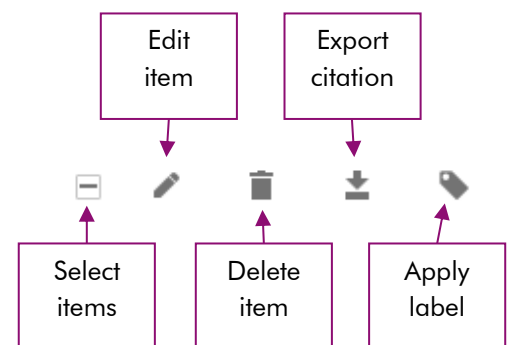 Edit
item
Export
citation
Select
items
Delete
item
Apply
label